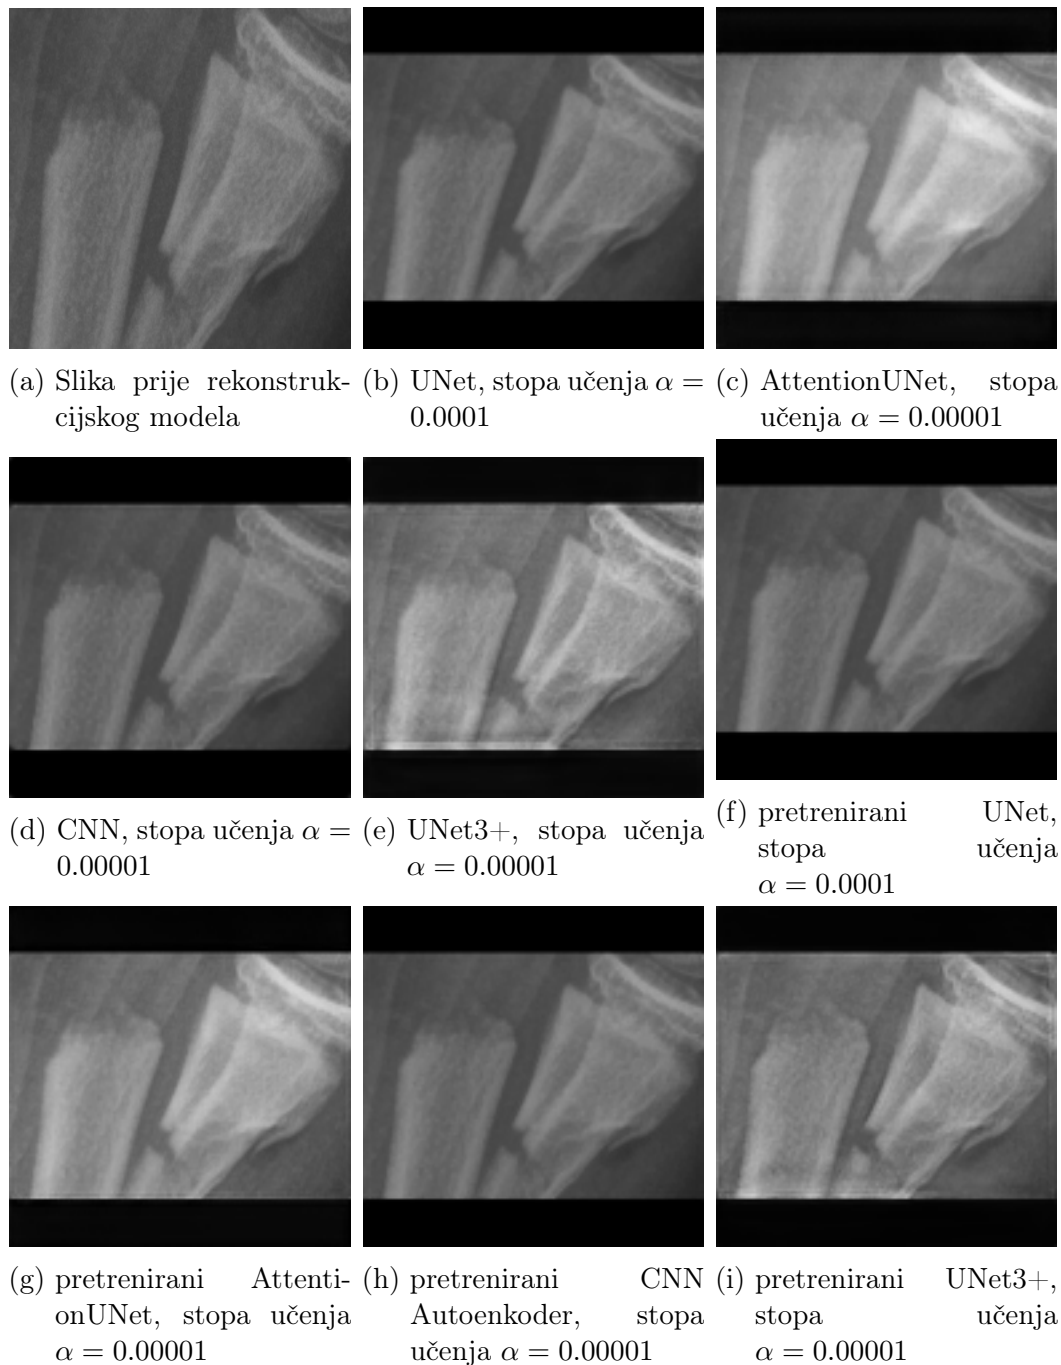 (a) Slika prije rekonstruk-
cijskog modela
(b) UNet, stopa učenja α =
0.0001
(c) AttentionUNet, stopa
učenja α = 0.00001
(d) CNN, stopa učenja α =
0.00001
(e) UNet3+, stopa učenja
α = 0.00001
(f) pretrenirani UNet,
stopa učenja
α = 0.0001
(g) pretrenirani Attenti-
onUNet, stopa učenja
α = 0.00001
(h) pretrenirani CNN
Autoenkoder, stopa
učenja α = 0.00001
(i) pretrenirani UNet3+,
stopa učenja
α = 0.00001